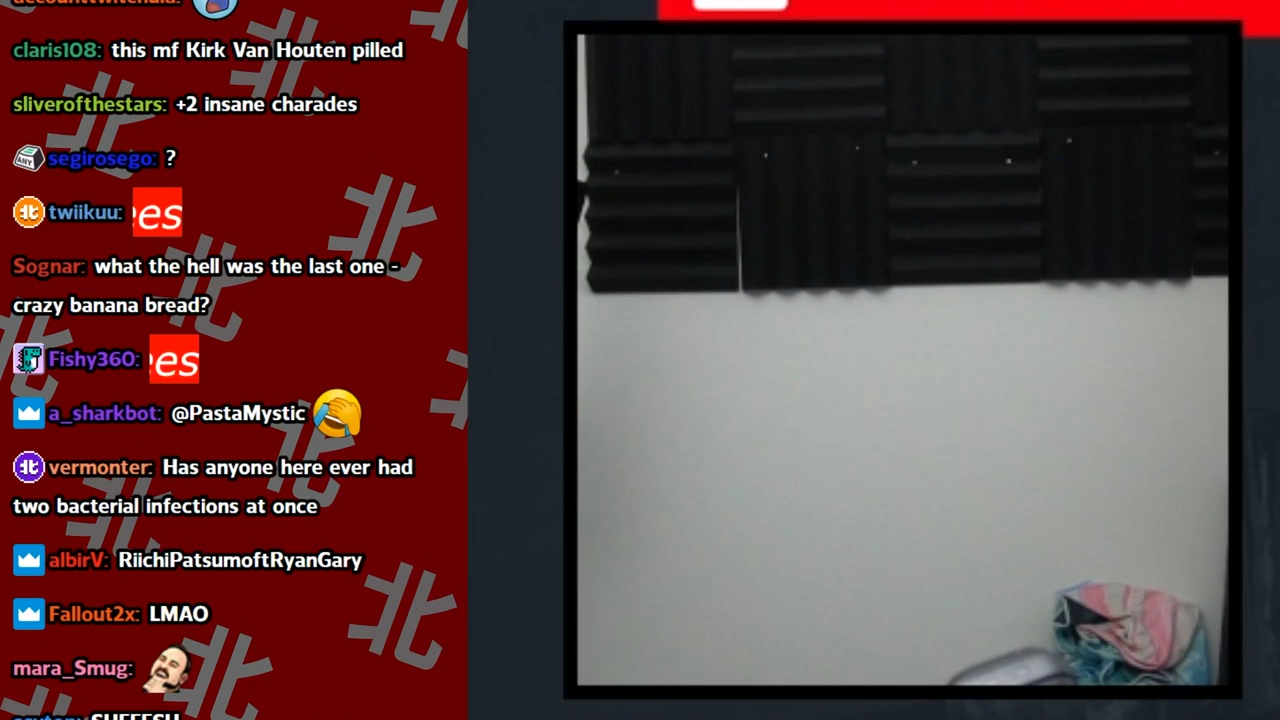 claris108: this mf Kirk Van Houten pilled
sliverofthestars: +2 insane charades
ANY segirosego: ?
twiikuu: es
Sognar: what the hell was the last one -
crazy banana bread?
Fishy360: es
a_sharkbot: @PastaMystic
vermonter: Has anyone here ever had
two bacterial infections at once
albirV: RiichiPatsumoftRyanGary
Fallout2x: LMAO
mara_Smug:
北